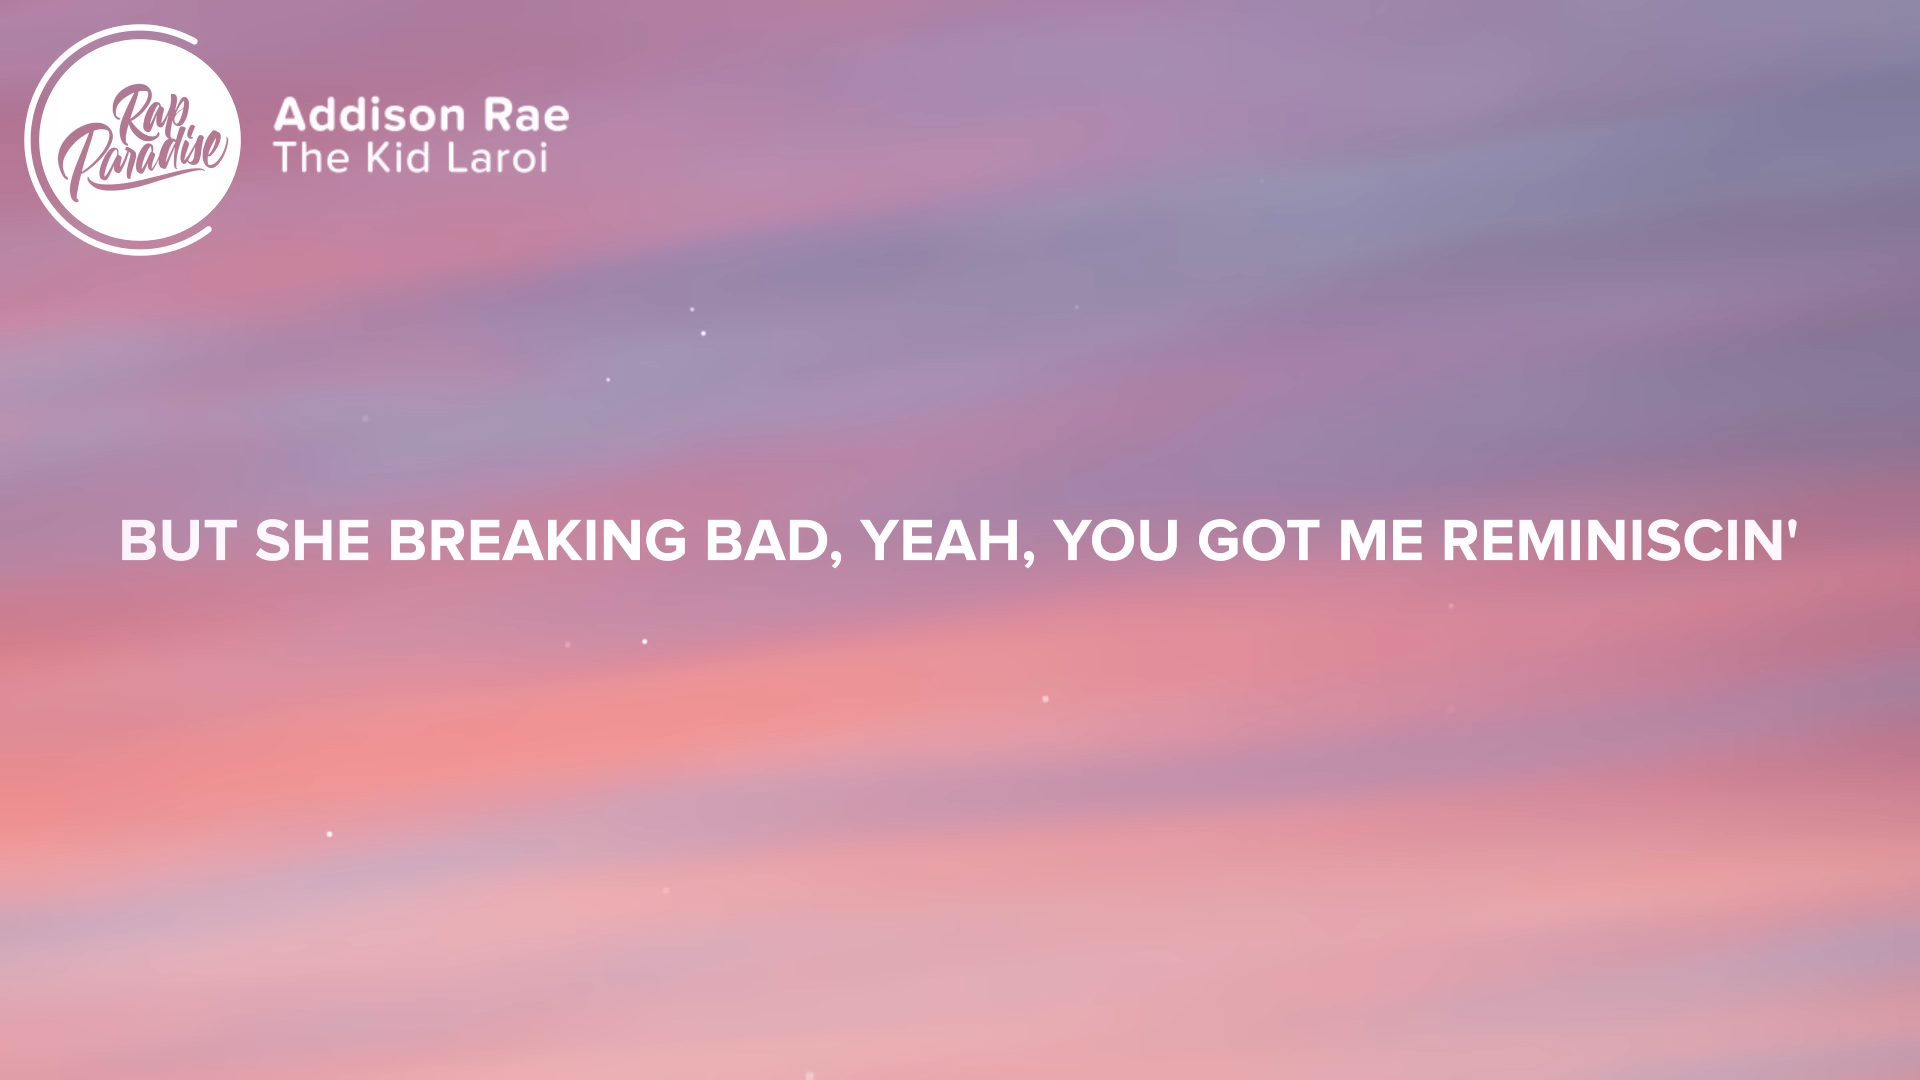 Rap
Paradise
Addison Rae
The Kid Laroi
BUT SHE BREAKING BAD, YEAH, YOU GOT ME REMINISCIN'